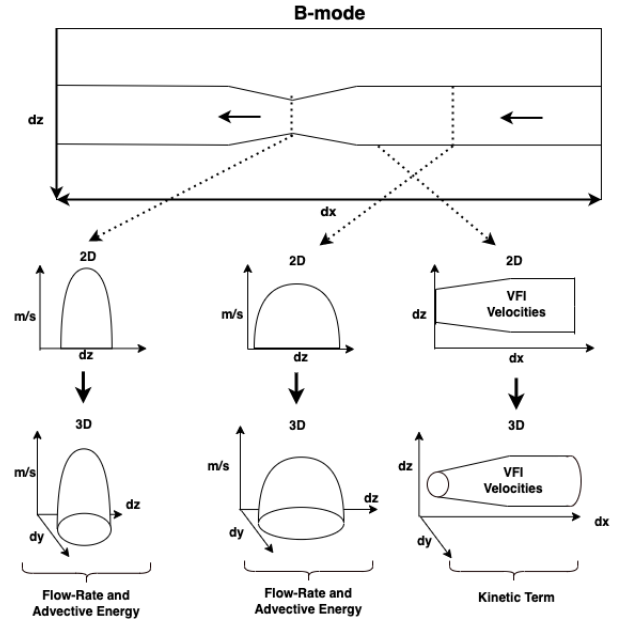 B-mode
dz
dx
2D
2D
2D
m/s
m/s
dz
VFI
Velocities
dz
dz
dx
3D
3D
3D
m/s
m/s
dz
VFI
Velocities
dz
dz
dx
dy
dy
dy
Flow-Rate and
Advective Energy
Flow-Rate and
Advective Energy
Kinetic Term